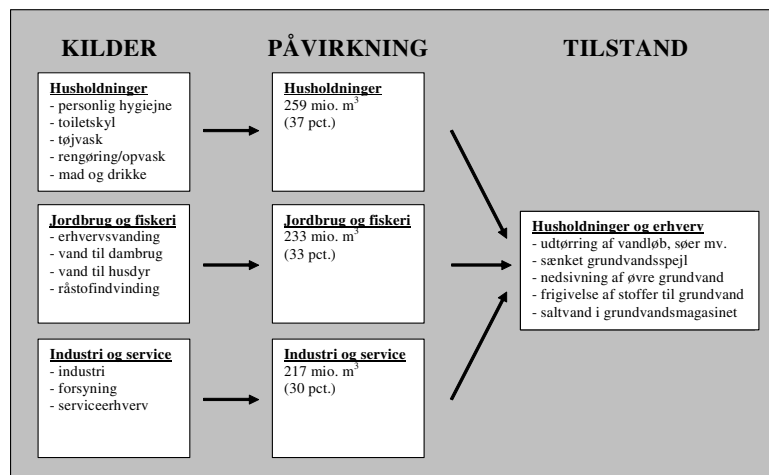 KILDER
PÅVIRKNING
TILSTAND
Husholdninger
- personlig hygiejne
- toiletskyl
- tøjvask
- rengøring/opvask
- mad og drikke
Husholdninger
259 mio. m³
(37 pct.)
Jordbrug og fiskeri
- erhvervsvanding
- vand til dambrug
- vand til husdyr
- råstofindvinding
Jordbrug og fiskeri
233 mio. m³
(33 pct.)
Husholdninger og erhverv
- udtørring af vandløb, søer mv.
- sænket grundvandsspejl
- nedsivning af øvre grundvand
- frigivelse af stoffer til grundvand
- saltvand i grundvandsmagasinet
Industri og service
- industri
- forsyning
- serviceerhverv
Industri og service
217 mio. m³
(30 pct.)